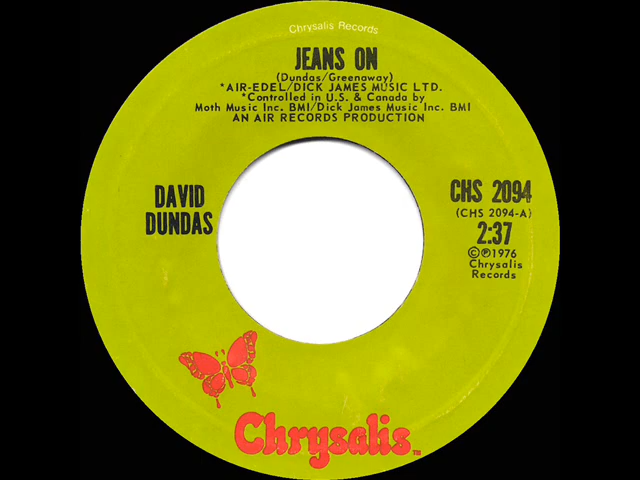 Chrysalis Records
JEANS ON
(Dundas/Greenaway)
*AIR-EDEL/DICK JAMES MUSIC LTD.
*Controlled in U.S. & Canada by
Moth Music Inc. BMI/Dick James Music Inc. BMI
AN AIR RECORDS PRODUCTION
DAVID
DUNDAS
CHS 2094
(CHS 2094-A)
2:37
©℗1976
Chrysalis
Records
Chrysalis™